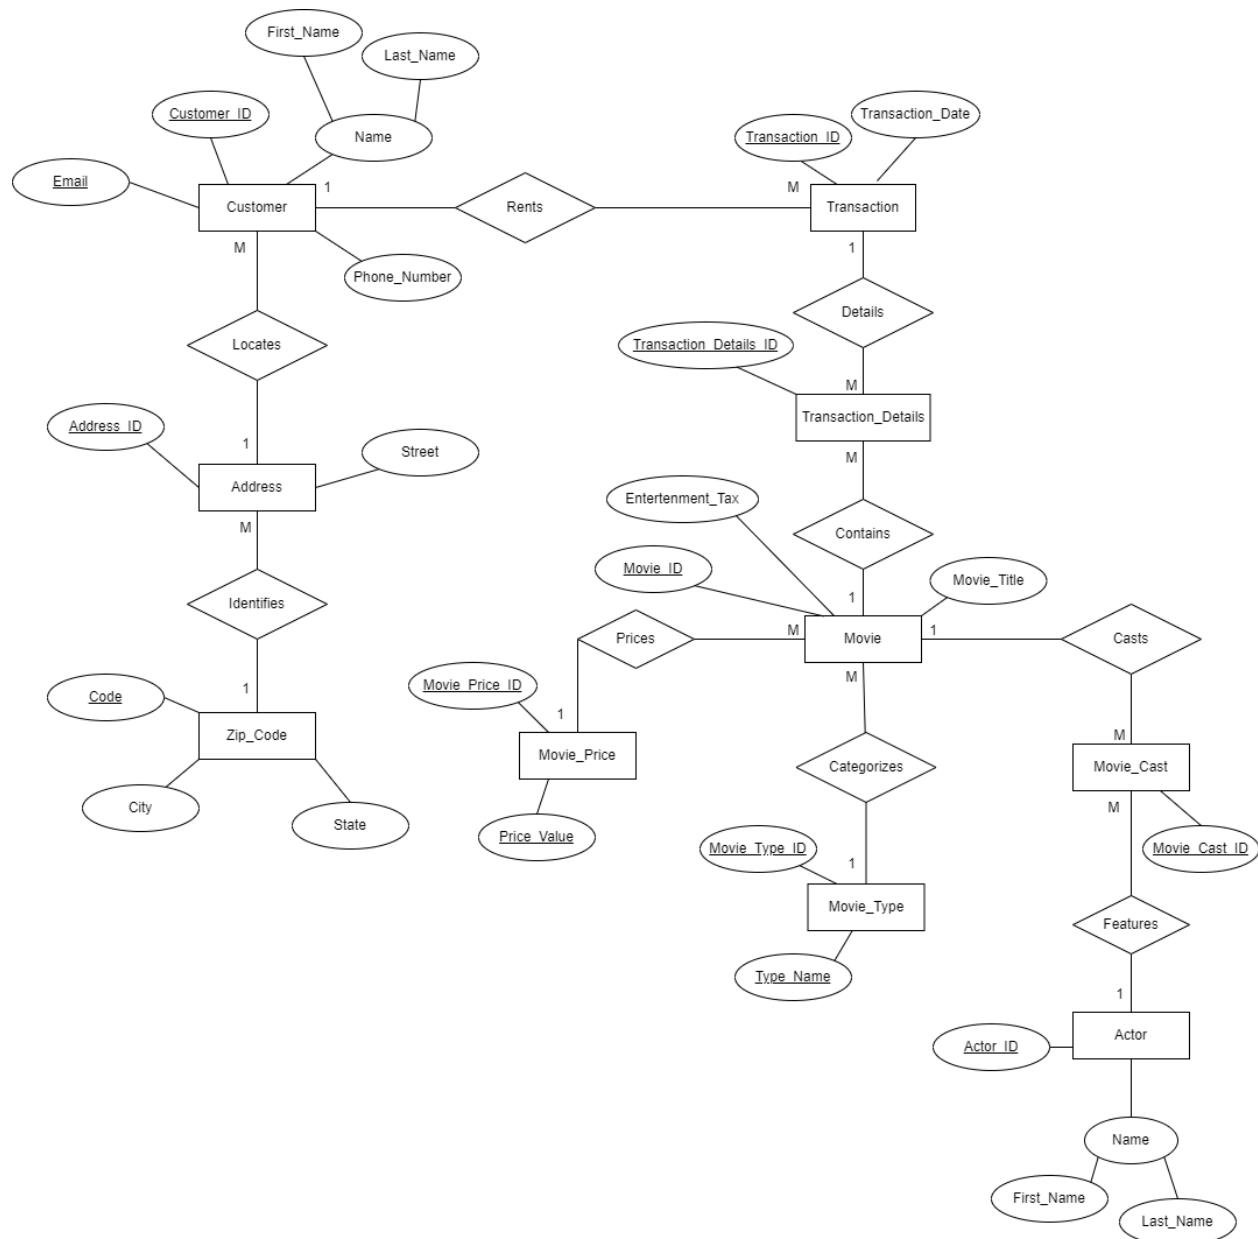 First_Name
Last_Name
Customer_ID
Name
Email
Customer
1
Rents
M
Transaction_ID
Transaction_Date
Transaction
M
Phone_Number
1
Details
Locates
Transaction_Details_ID
M
Transaction_Details
Address_ID
1
Street
Address
M
M
Entertenment_Tax
Contains
Movie_ID
Movie_Title
1
Identifies
Prices
M
Movie
1
Casts
M
Code
1
Zip_Code
City
State
Movie_Price_ID
1
Movie_Price
Price_Value
Categorizes
M
Movie_Cast
M
Movie_Cast_ID
Movie_Type_ID
1
Movie_Type
Type_Name
Features
1
Actor_ID
Actor
Name
First_Name
Last_Name